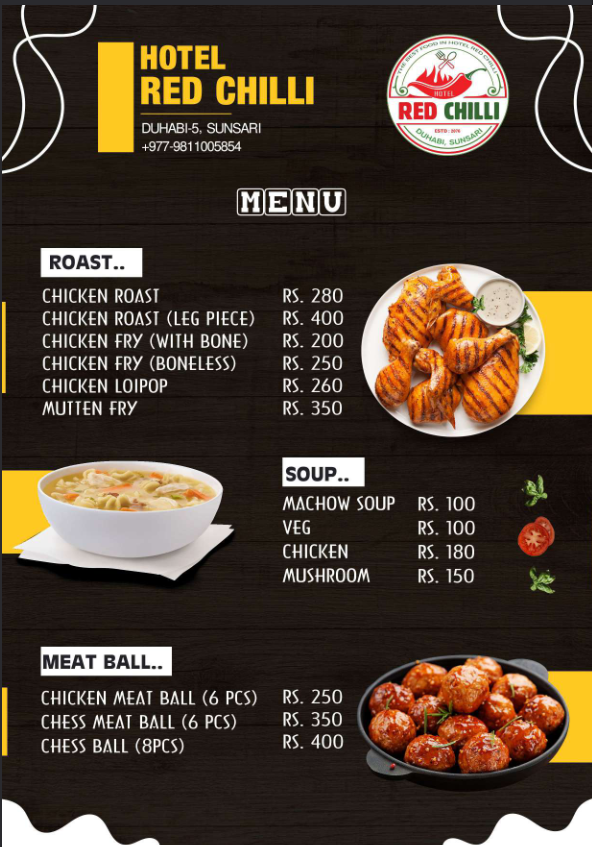 HOTEL
RED CHILLI
DUHABI-5, SUNSARI
+977-9811005854
THE BEST FOOD IN HOTEL RED CHILLI
HOTEL
RED CHILLI
DUHABI, SUNSARI
MENU
ROAST..
CHICKEN ROAST RS. 280
CHICKEN ROAST (LEG PIECE) RS. 400
CHICKEN FRY (WITH BONE) RS. 200
CHICKEN FRY (BONELESS) RS. 250
CHICKEN LOIPOP RS. 260
MUTTEN FRY RS. 350
SOUP..
MACHOW SOUP RS. 100
VEG RS. 100
CHICKEN RS. 180
MUSHROOM RS. 150
MEAT BALL..
CHICKEN MEAT BALL (6 PCS) RS. 250
CHESS MEAT BALL (6 PCS) RS. 350
CHESS BALL (8PCS) RS. 400